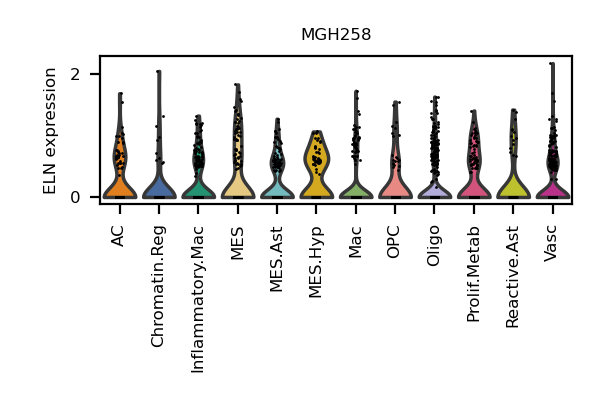 MGH258
ELN expression
2
0
AC
Chromatin.Reg
Inflammatory.Mac
MES
MES.Ast
MES.Hyp
Mac
OPC
Oligo
Prolif.Metab
Reactive.Ast
Vasc